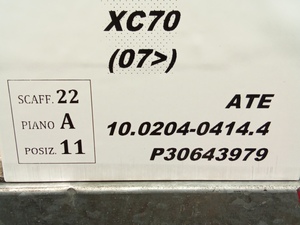 XC70
(07>)
SCAFF. 22
PIANO A
POSIZ. 11
ATE
10.0204-0414.4
P30643979